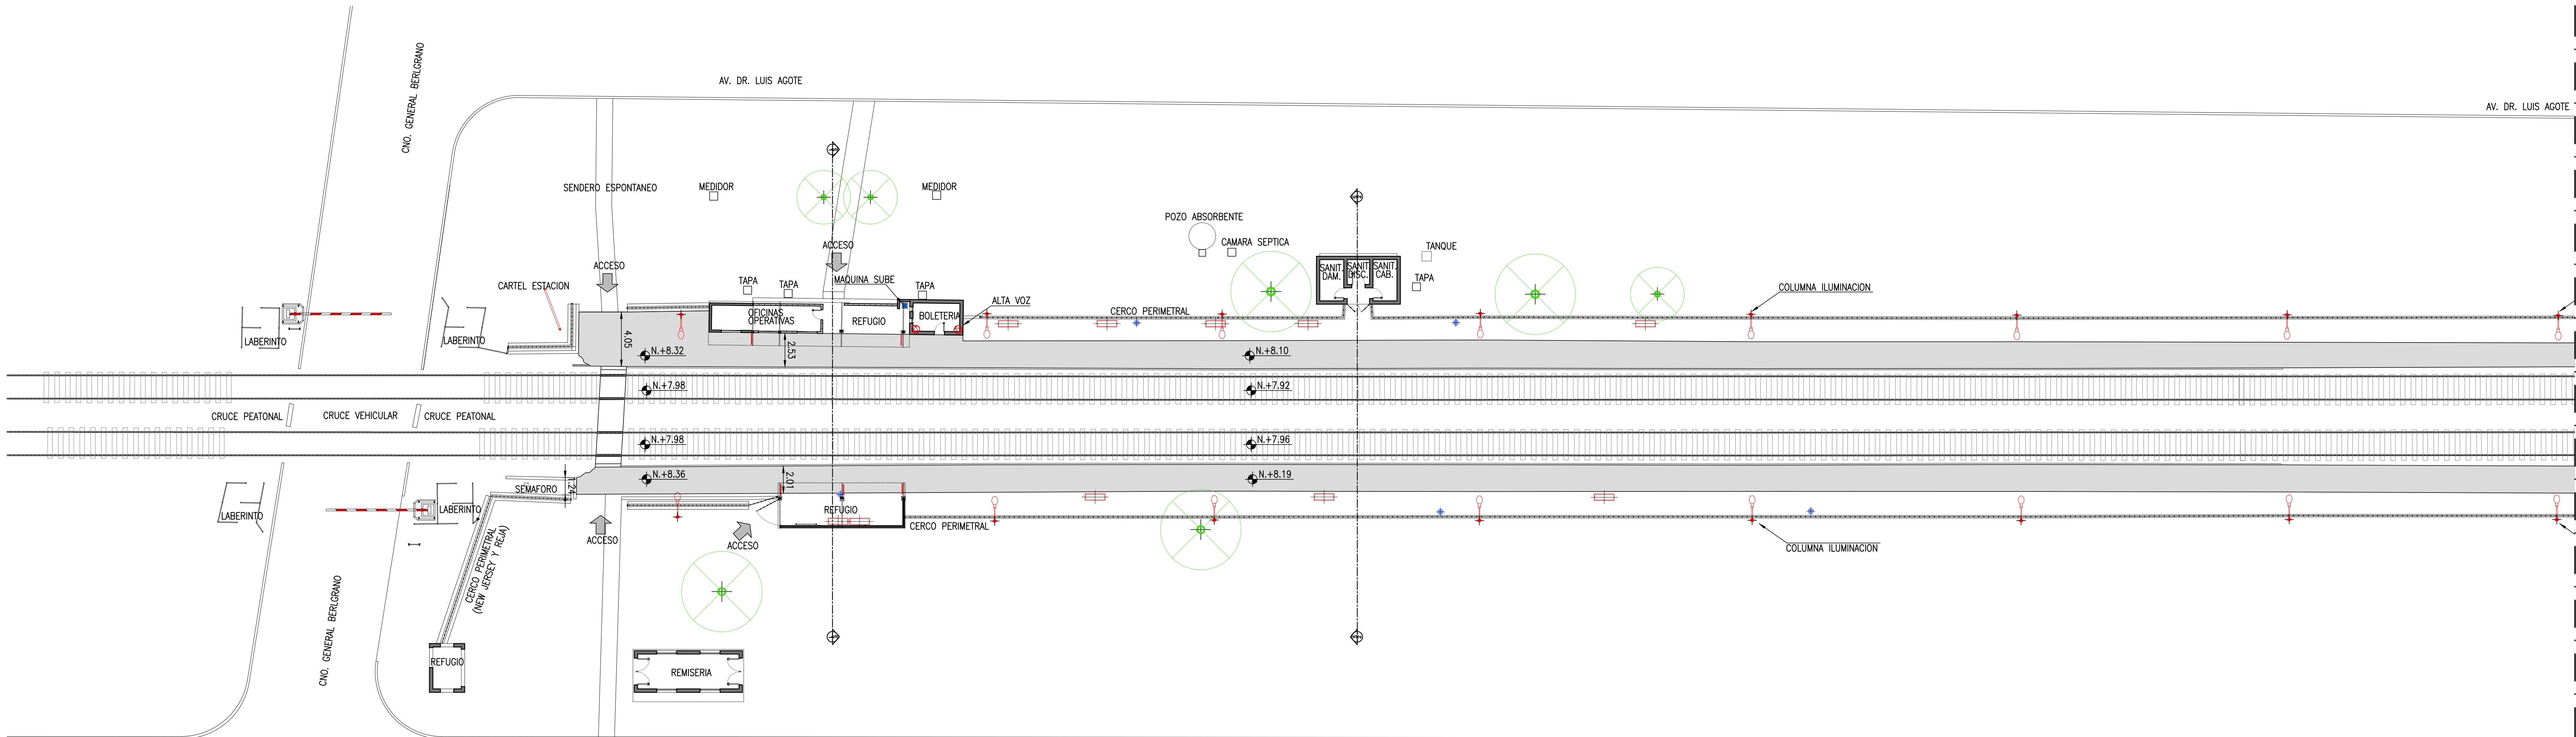 CNO. GENERAL BERLGRANO
AV. DR. LUIS AGOTE
AV. DR. LUIS AGOTE
SENDERO ESPONTANEO
MEDIDOR
MEDIDOR
POZO ABSORBENTE
CAMARA SEPTICA
TANQUE
ACCESO
ACCESO
SANIT.
DAM.
SANIT.
DISC.
SANIT.
CAB.
CARTEL ESTACION
TAPA
TAPA
MAQUINA SUBE
TAPA
TAPA
COLUMNA ILUMINACION
ALTA VOZ
CERCO PERIMETRAL
OFICINAS
OPERATIVAS
REFUGIO
BOLETERIA
LABERINTO
LABERINTO
4.05
2.53
N.+8.32
N.+8.10
N.+7.98
N.+7.92
CRUCE PEATONAL
CRUCE VEHICULAR
CRUCE PEATONAL
N.+7.98
N.+7.96
N.+8.36
N.+8.19
2.01
1.24
SEMAFORO
LABERINTO
LABERINTO
REFUGIO
CERCO PERIMETRAL
ACCESO
ACCESO
COLUMNA ILUMINACION
CERCO PERIMETRAL
(NEW JERSEY Y REJA)
CNO. GENERAL BERLGRANO
REFUGIO
REMISERIA